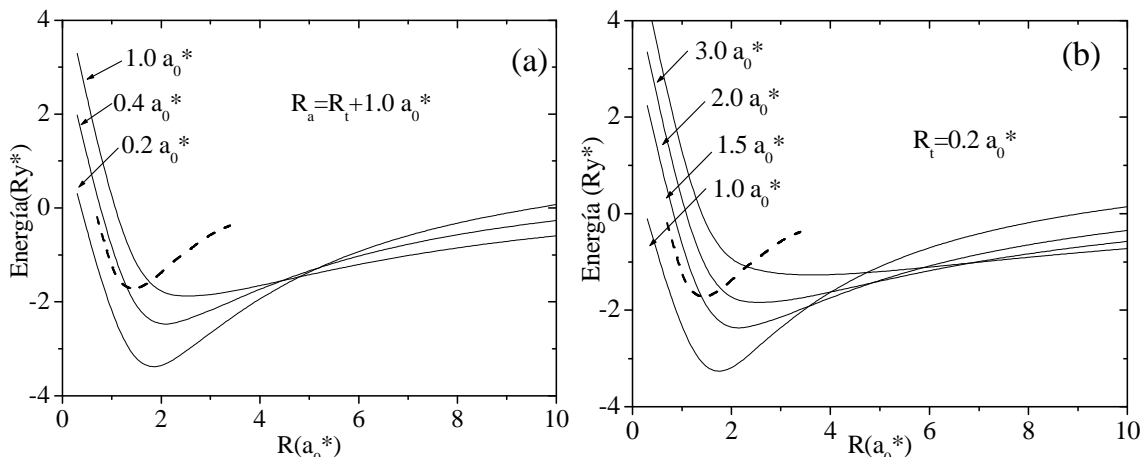 (a)
1.0 a₀*
0.4 a₀*
0.2 a₀*
Rₐ=Rₜ+1.0 a₀*
Energía(Ry*)
4
2
0
-2
-4
0 2 4 6 8 10
R(a₀*)
(b)
3.0 a₀*
2.0 a₀*
1.5 a₀*
1.0 a₀*
Rₜ=0.2 a₀*
Energía (Ry*)
4
2
0
-2
-4
0 2 4 6 8 10
R(a₀*)